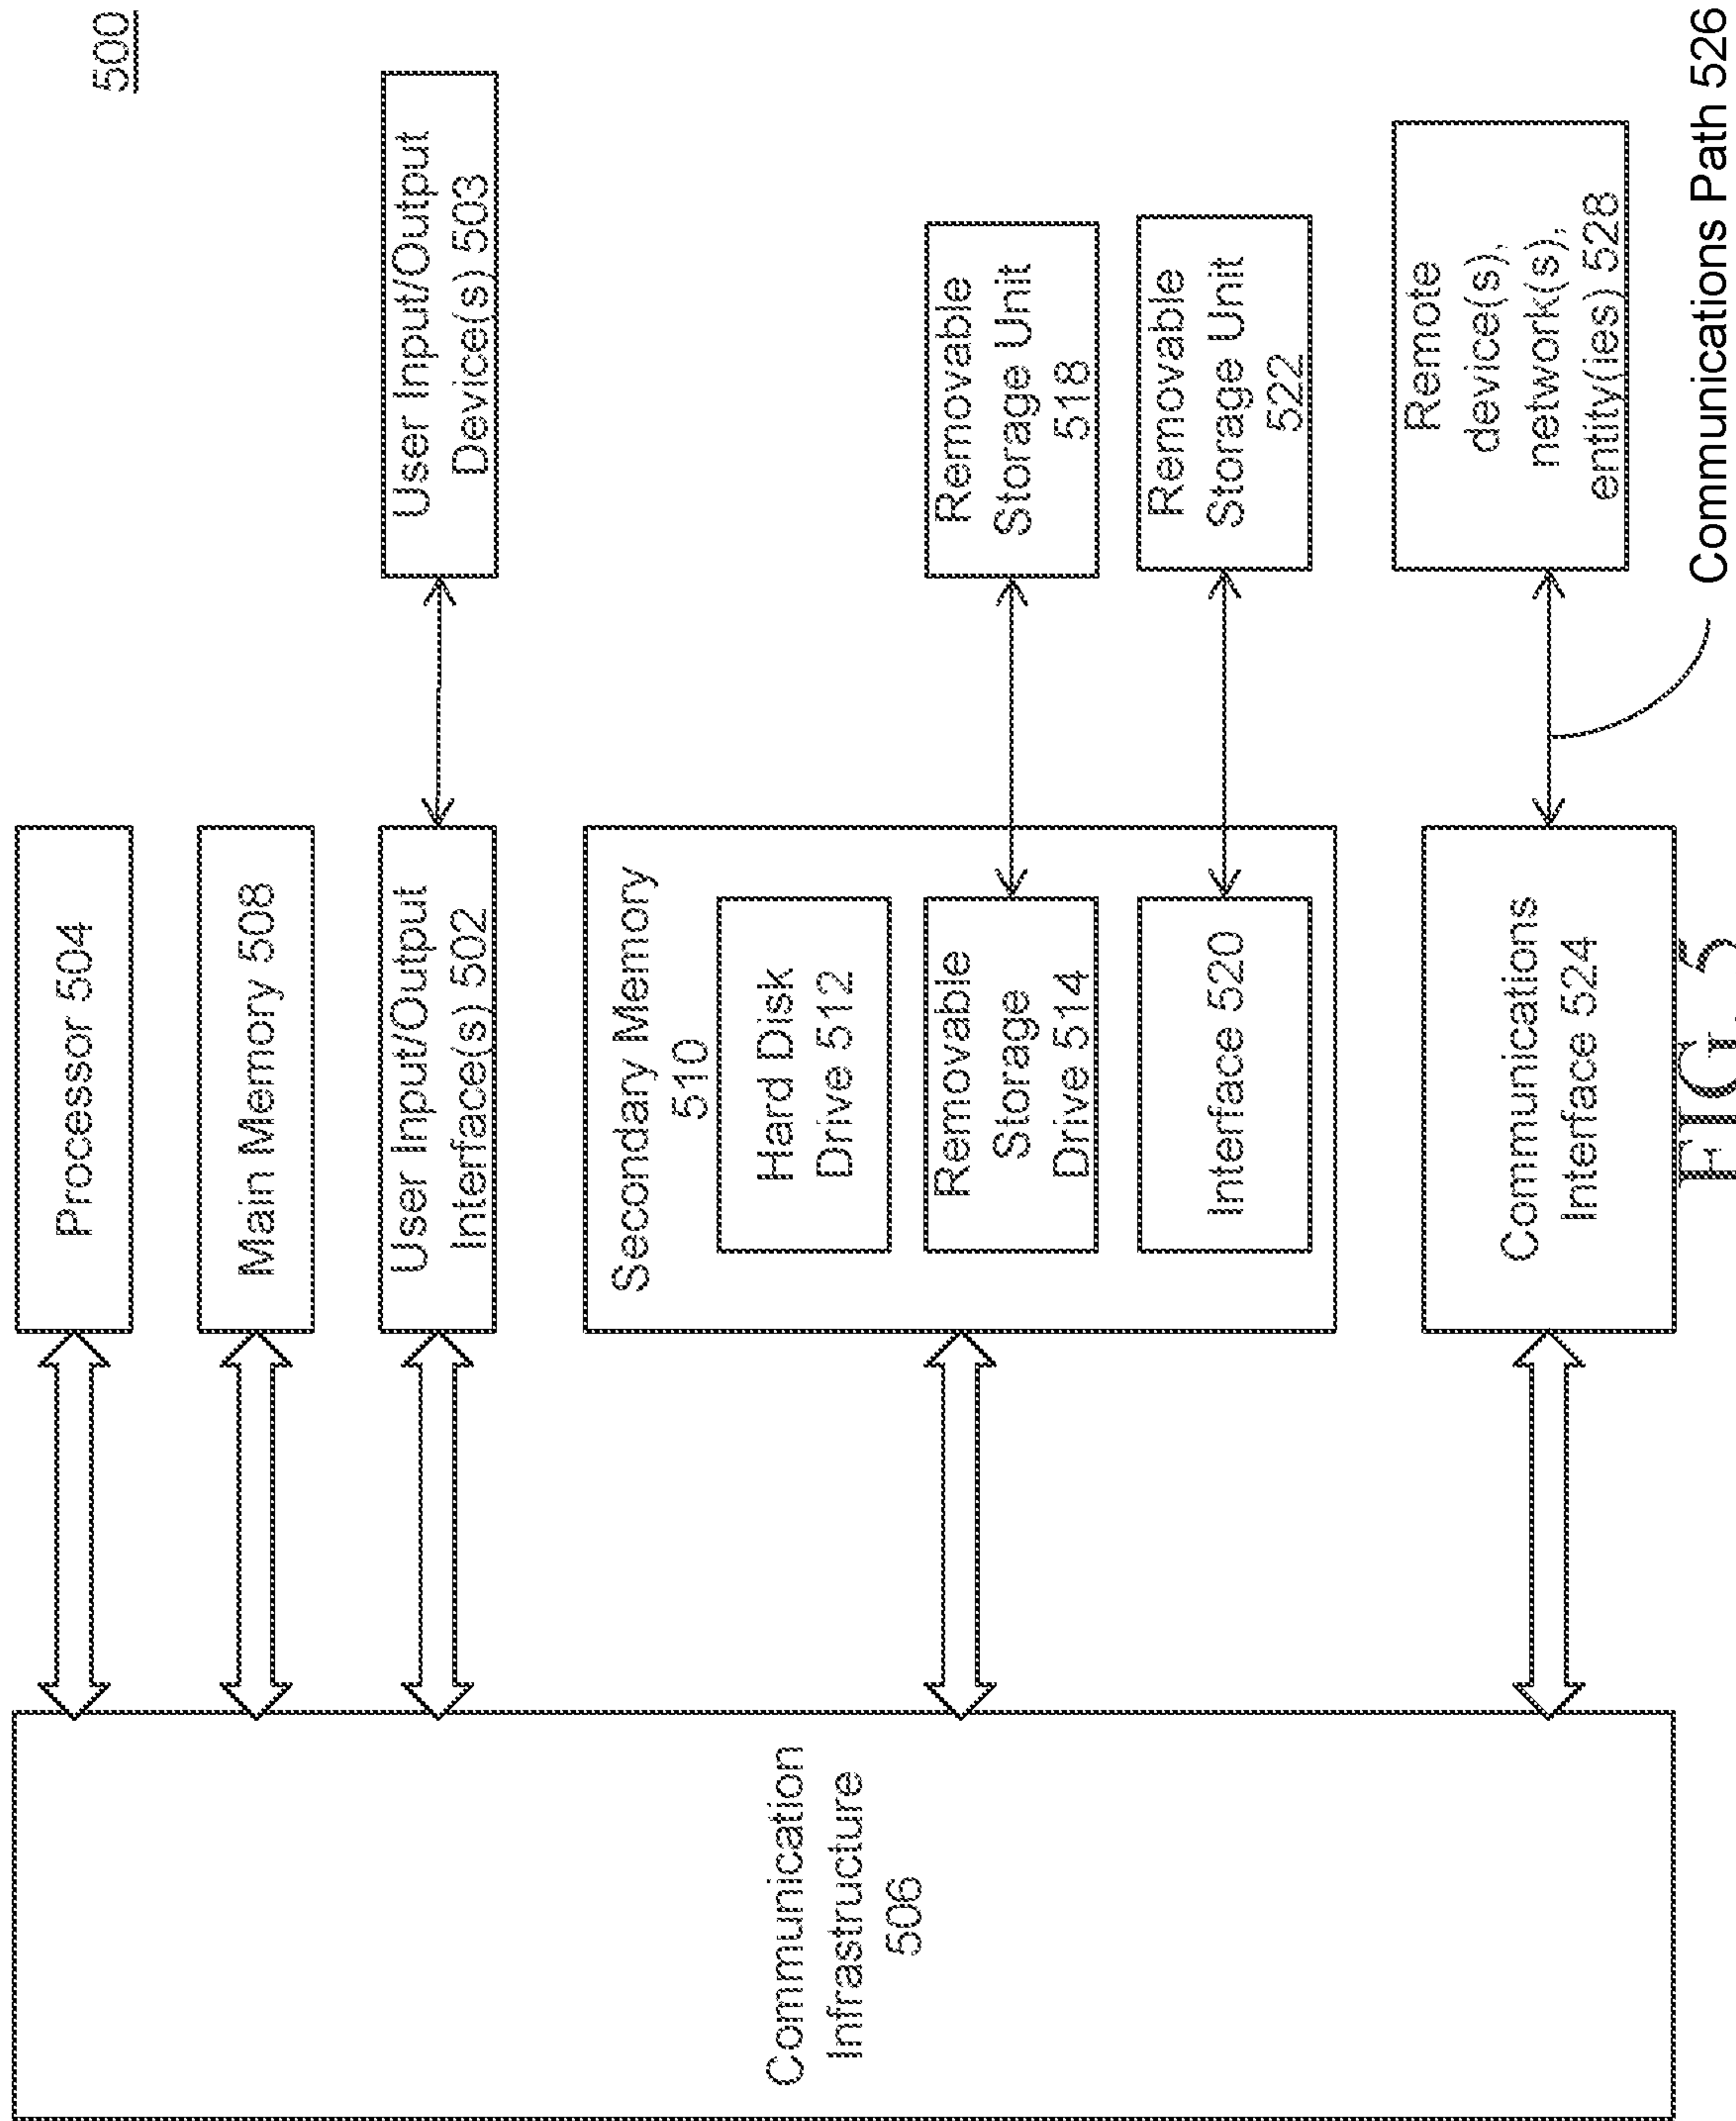 500
Processor 504
Main Memory 508
User Input/Output
Interface(s) 502
User Input/Output
Device(s) 503
Communication
Infrastructure
506
Secondary Memory
510
Hard Disk
Drive 512
Removable
Storage
Drive 514
Removable
Storage Unit
518
Interface 520
Removable
Storage Unit
522
Communications
Interface 524
Remote
device(s),
network(s),
entity(ies) 528
Communications Path 526
FIG. 5